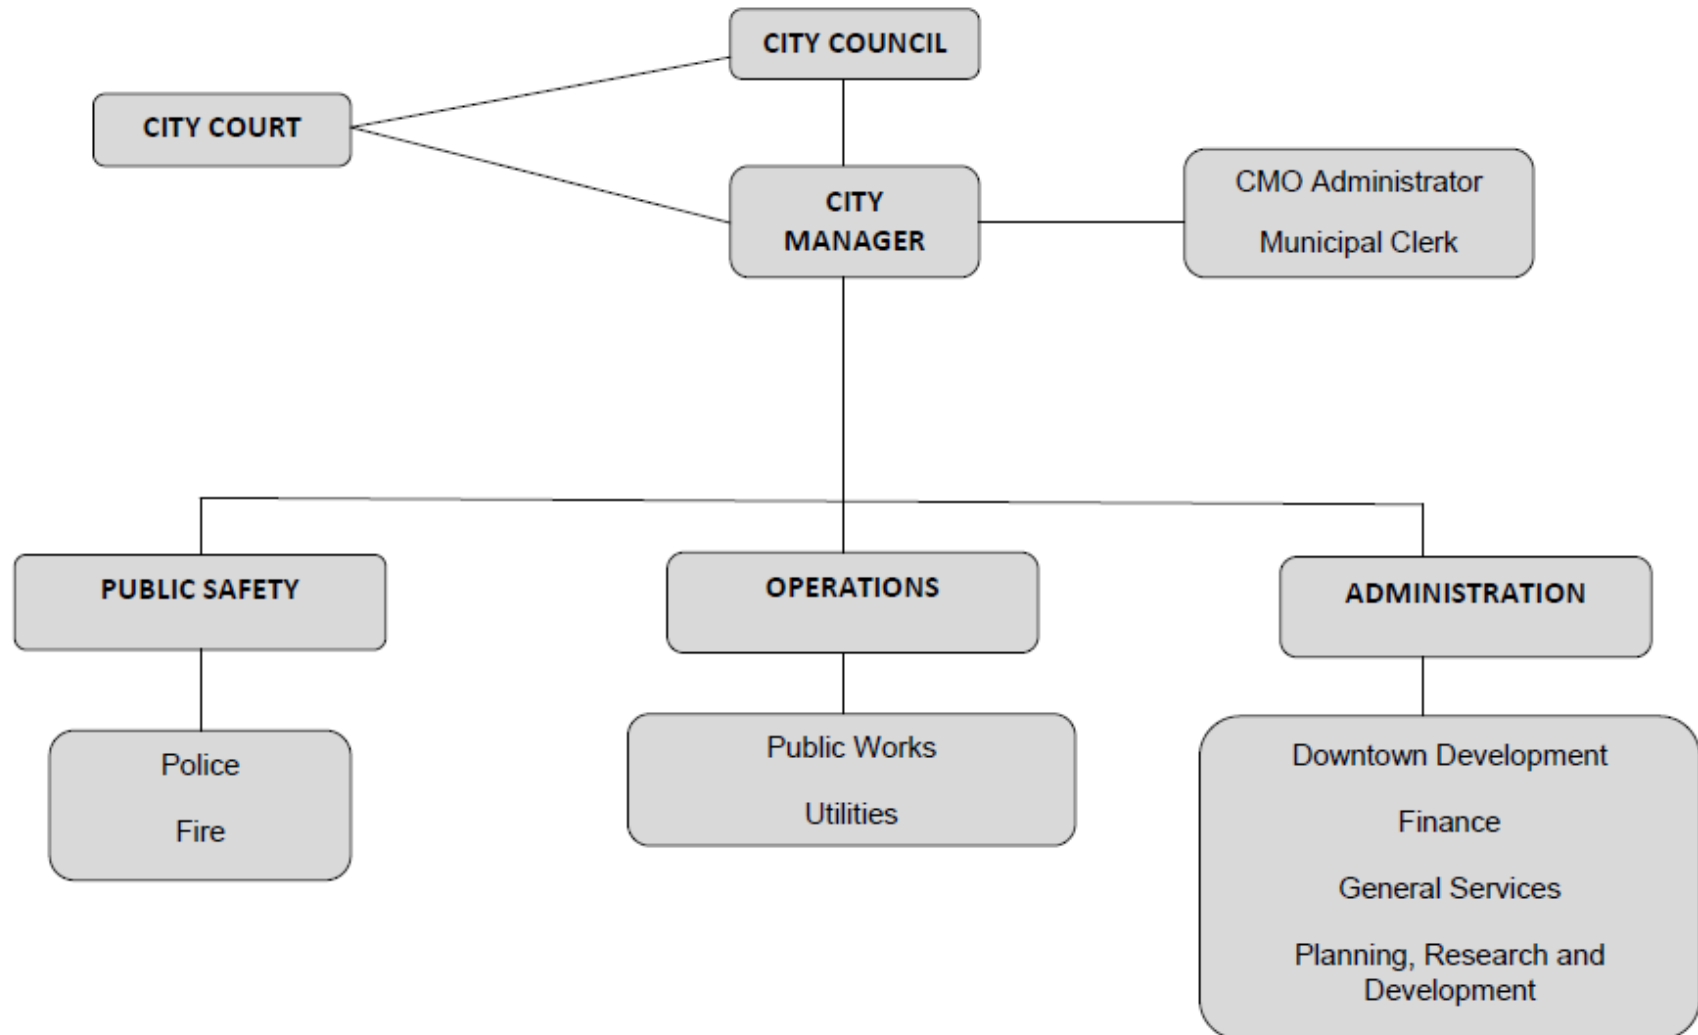 CITY COUNCIL
CITY COURT
CITY
MANAGER
CMO Administrator
Municipal Clerk
PUBLIC SAFETY
OPERATIONS
ADMINISTRATION
Police
Fire
Public Works
Utilities
Downtown Development
Finance
General Services
Planning, Research and
Development